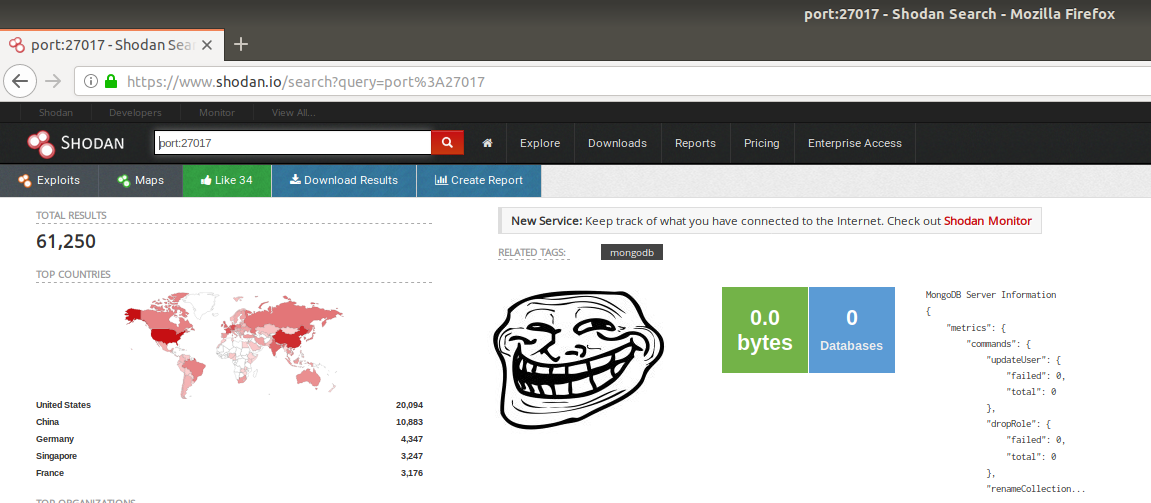 port:27017 - Shodan Search - Mozilla Firefox
port:27017 - Shodan Sea
https://www.shodan.io/search?query=port%3A27017
Shodan Developers Monitor View All...
SHODAN port:27017 Explore Downloads Reports Pricing Enterprise Access
Exploits Maps Like 34 Download Results Create Report
TOTAL RESULTS
61,250
TOP COUNTRIES
United States 20,094
China 10,883
Germany 4,347
Singapore 3,247
France 3,176
TOP ORGANIZATIONS
New Service: Keep track of what you have connected to the Internet. Check out Shodan Monitor
RELATED TAGS: mongodb
0.0
bytes
0
Databases
MongoDB Server Information
{
"metrics": {
"commands": {
"updateUser": {
"failed": 0,
"total": 0
},
"dropRole": {
"failed": 0,
"total": 0
},
"renameCollection...